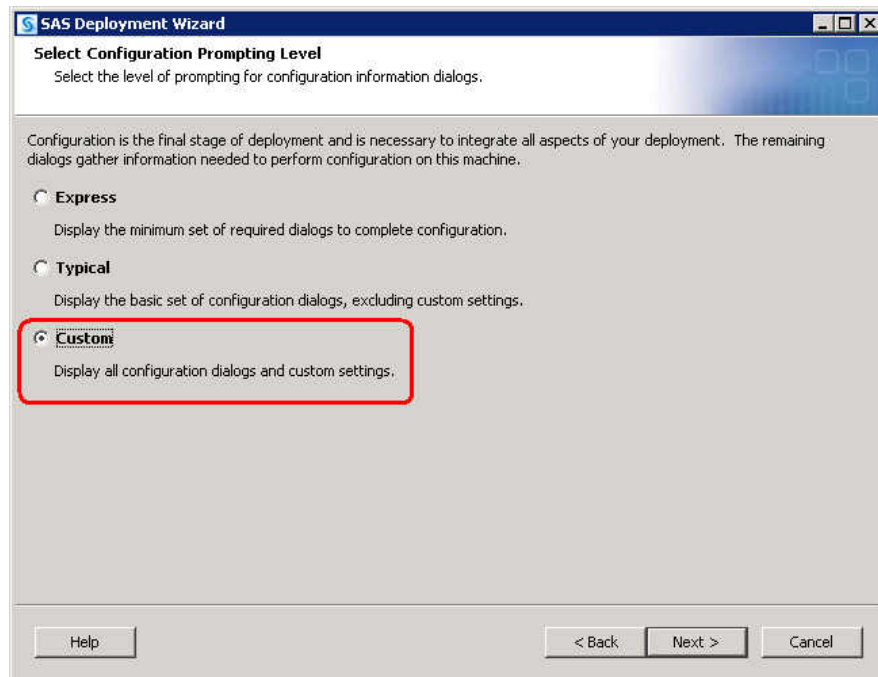 SAS Deployment Wizard
Select Configuration Prompting Level
Select the level of prompting for configuration information dialogs.
Configuration is the final stage of deployment and is necessary to integrate all aspects of your deployment. The remaining
dialogs gather information needed to perform configuration on this machine.
Express
Display the minimum set of required dialogs to complete configuration.
Typical
Display the basic set of configuration dialogs, excluding custom settings.
Custom
Display all configuration dialogs and custom settings.
Help
< Back
Next >
Cancel